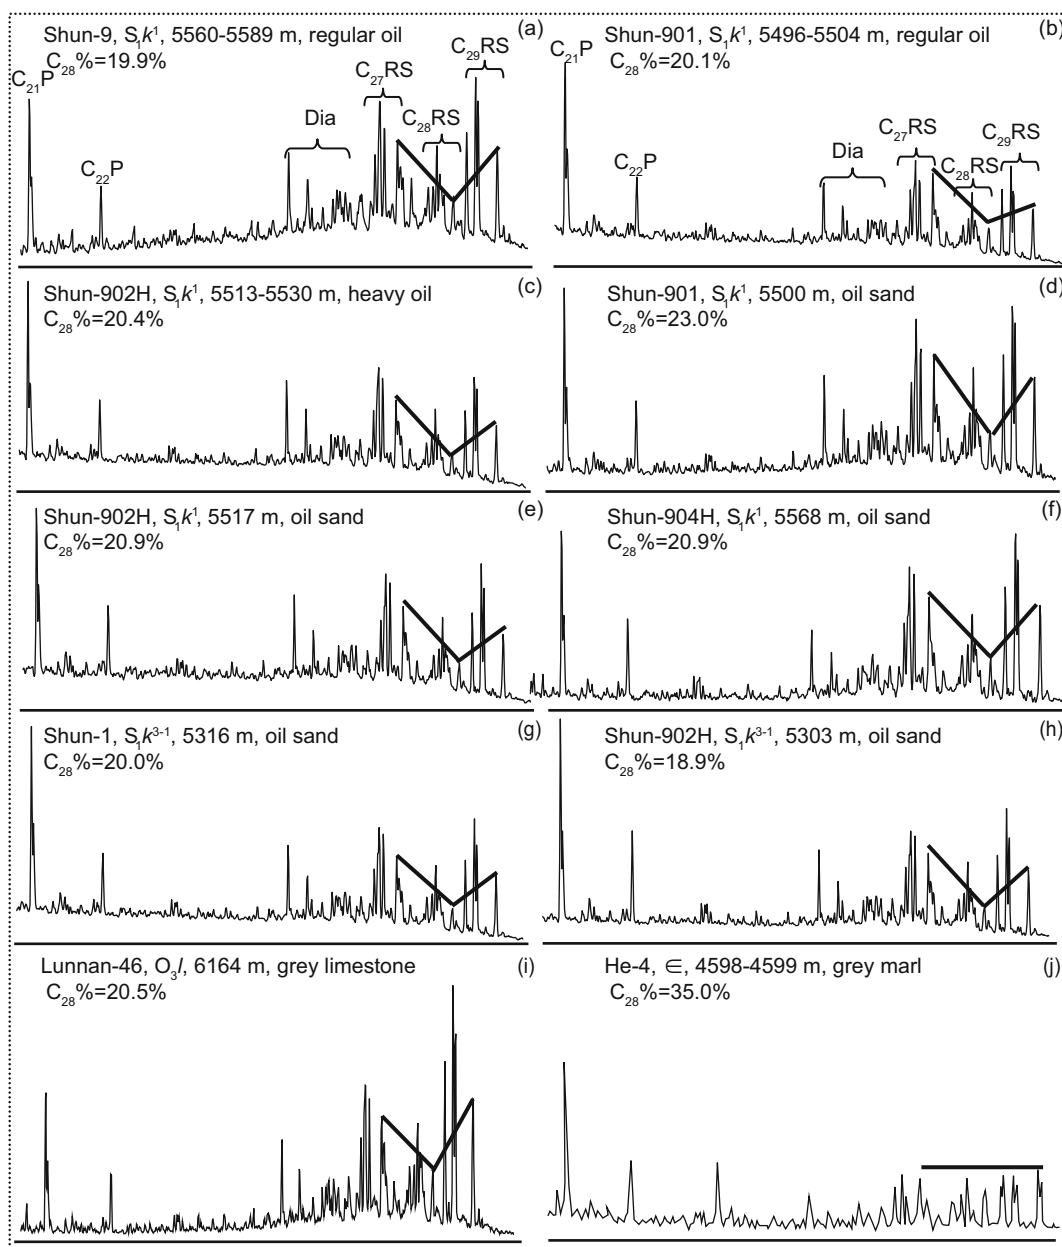 Shun-9, S₁k¹, 5560-5589 m, regular oil (a)
C₂₈%=19.9%
C₂₁P
C₂₂P
Dia
C₂₇RS
C₂₈RS
C₂₉RS
Shun-901, S₁k¹, 5496-5504 m, regular oil (b)
C₂₈%=20.1%
C₂₁P
C₂₂P
Dia
C₂₇RS
C₂₈RS
C₂₉RS
Shun-902H, S₁k¹, 5513-5530 m, heavy oil (c)
C₂₈%=20.4%
Shun-901, S₁k¹, 5500 m, oil sand (d)
C₂₈%=23.0%
Shun-902H, S₁k¹, 5517 m, oil sand (e)
C₂₈%=20.9%
Shun-904H, S₁k¹, 5568 m, oil sand (f)
C₂₈%=20.9%
Shun-1, S₁k³⁻¹, 5316 m, oil sand (g)
C₂₈%=20.0%
Shun-902H, S₁k³⁻¹, 5303 m, oil sand (h)
C₂₈%=18.9%
Lunnan-46, O₃l, 6164 m, grey limestone (i)
C₂₈%=20.5%
He-4, ∈, 4598-4599 m, grey marl (j)
C₂₈%=35.0%